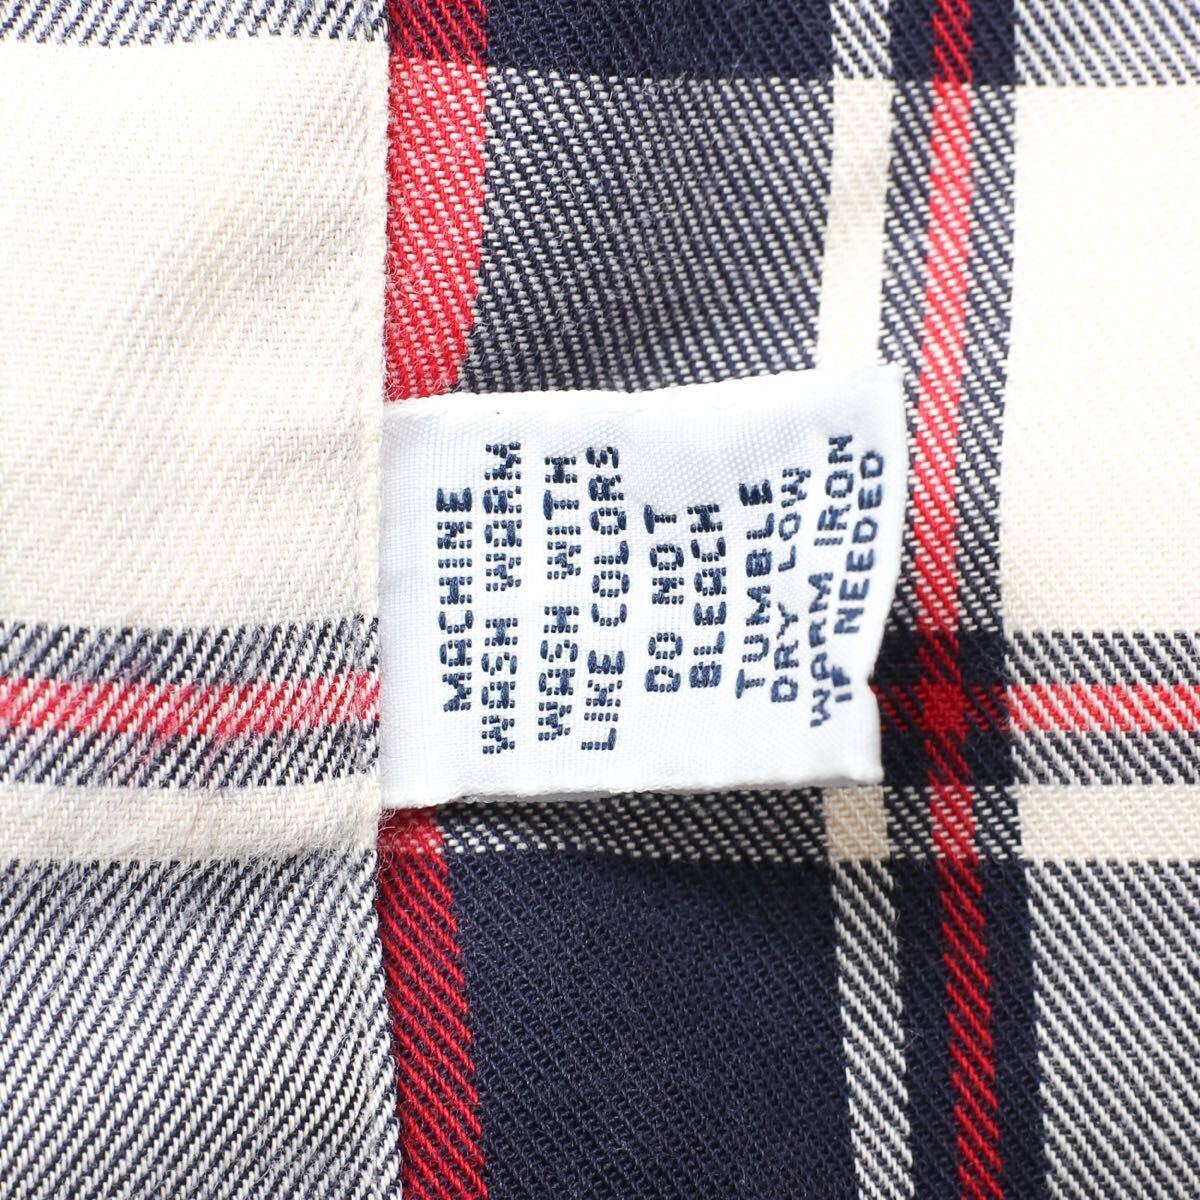 MACHINE
WASH WARM
WASH WITH
LIKE COLORS
DO NOT
BLEACH
TUMBLE
DRY LOW
WARM IRON
IF NEEDED